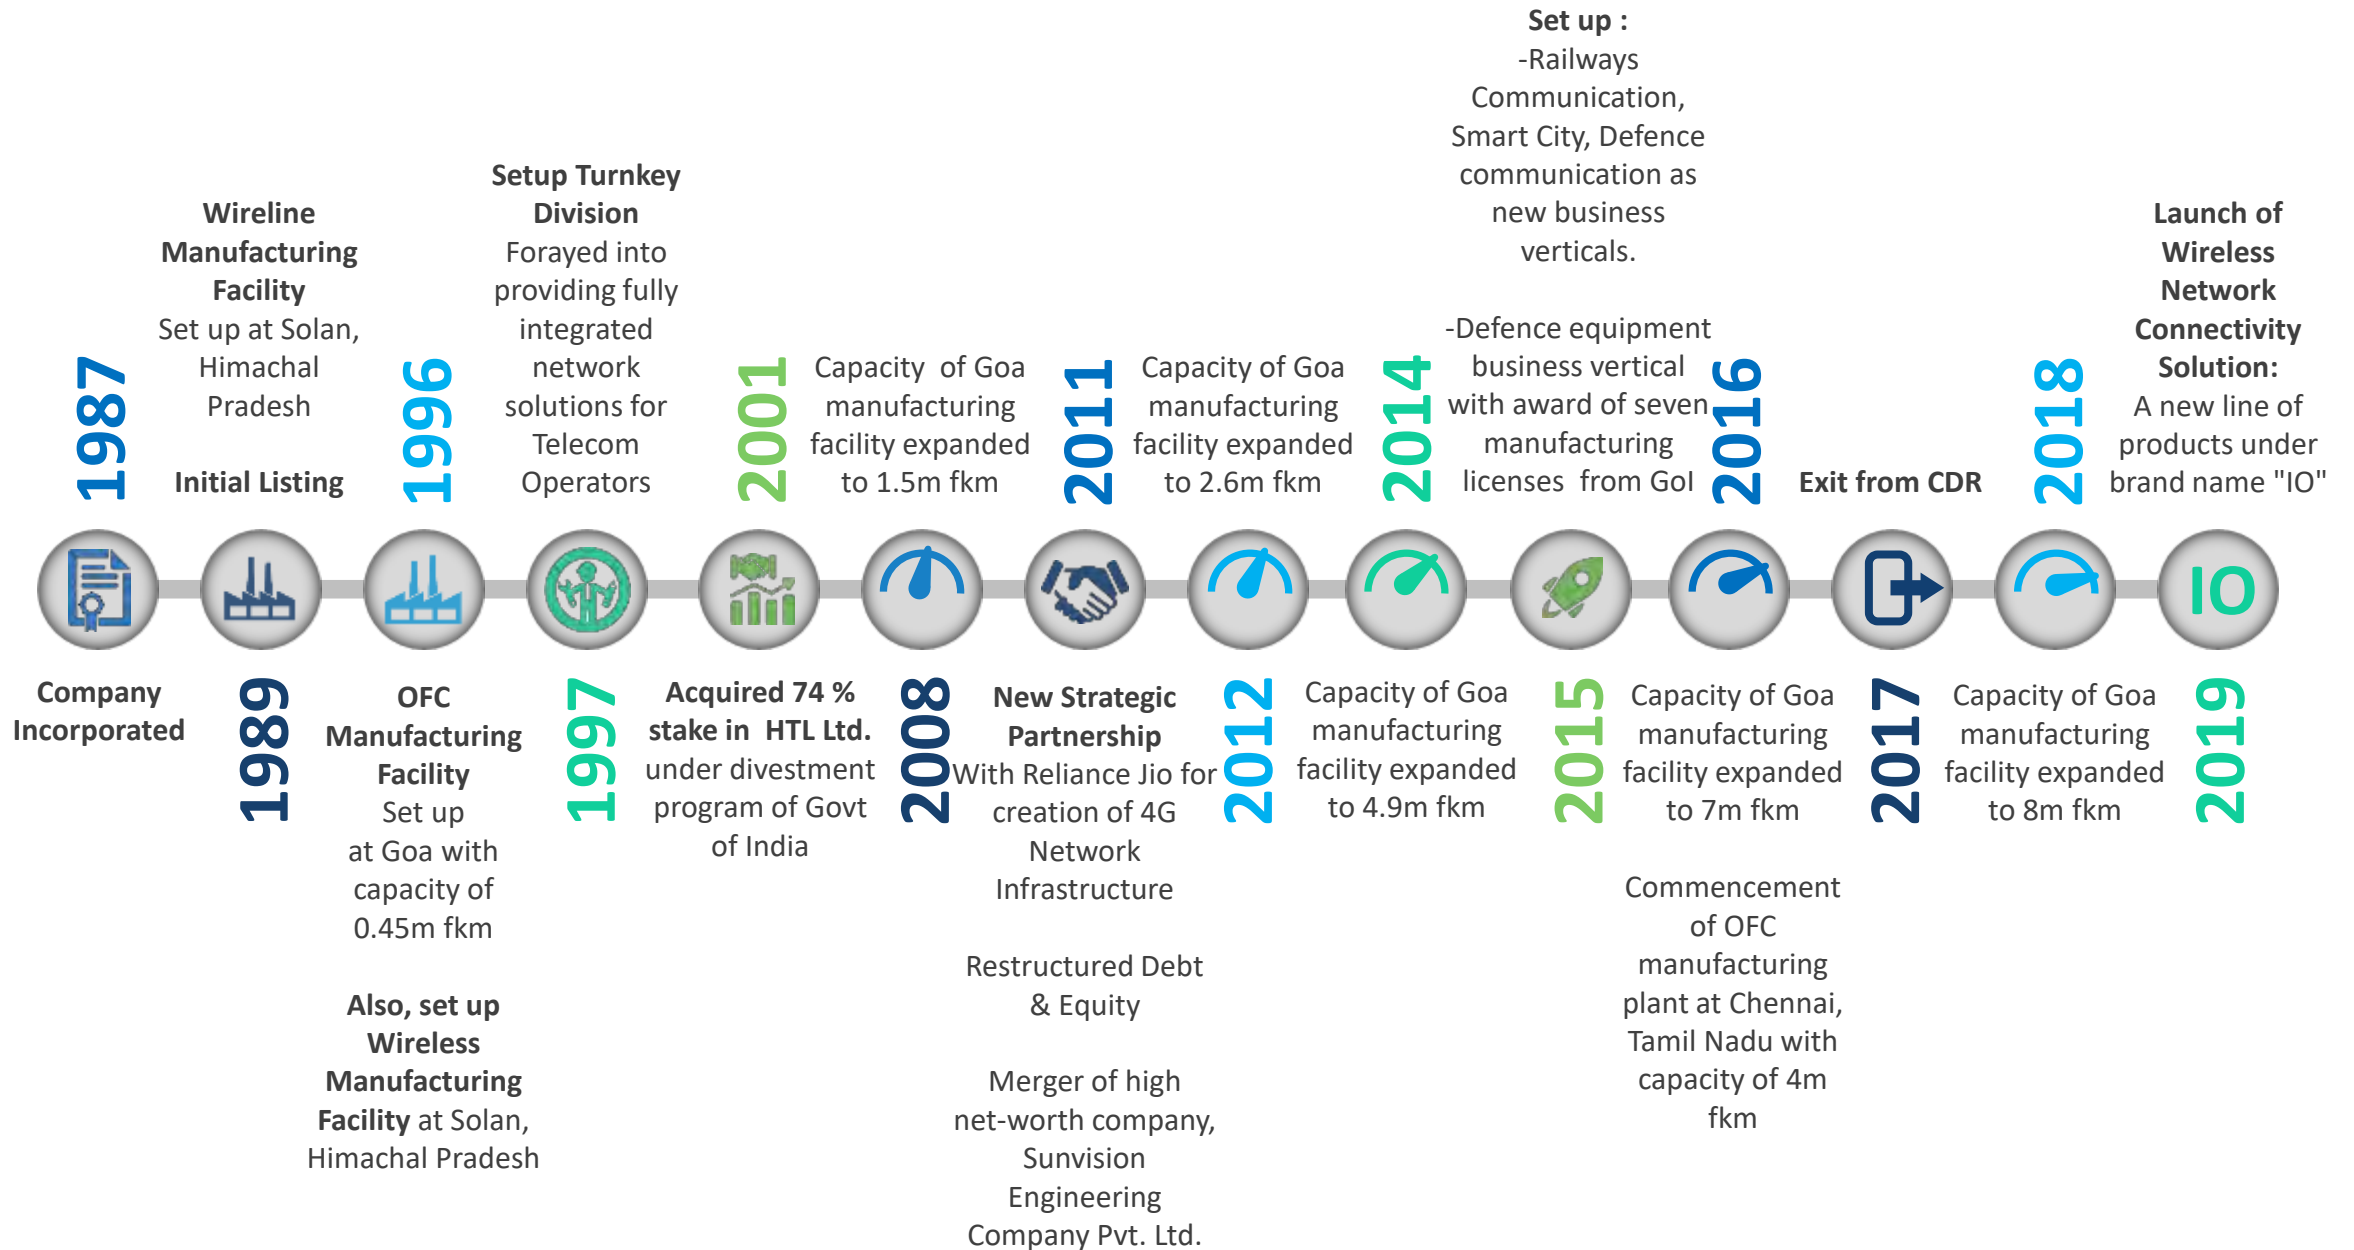 1987
Company
Incorporated
1989
Wireline
Manufacturing
Facility
Set up at Solan,
Himachal
Pradesh
Initial Listing
1996
OFC
Manufacturing
Facility
Set up
at Goa with
capacity of
0.45m fkm
Also, set up
Wireless
Manufacturing
Facility at Solan,
Himachal Pradesh
1997
Setup Turnkey
Division
Forayed into
providing fully
integrated
network
solutions for
Telecom
Operators
2001
Acquired 74 %
stake in HTL Ltd.
under divestment
program of Govt
of India
2008
Capacity of Goa
manufacturing
facility expanded
to 1.5m fkm
2011
New Strategic
Partnership
With Reliance Jio for
creation of 4G
Network
Infrastructure
Restructured Debt
& Equity
Merger of high
net-worth company,
Sunvision
Engineering
Company Pvt. Ltd.
2012
Capacity of Goa
manufacturing
facility expanded
to 2.6m fkm
2014
Capacity of Goa
manufacturing
facility expanded
to 4.9m fkm
2015
Set up :
-Railways
Communication,
Smart City, Defence
communication as
new business
verticals.
-Defence equipment
business vertical
with award of seven
manufacturing
licenses from GoI
2016
Capacity of Goa
manufacturing
facility expanded
to 7m fkm
Commencement
of OFC
manufacturing
plant at Chennai,
Tamil Nadu with
capacity of 4m
fkm
2017
Exit from CDR
2018
Capacity of Goa
manufacturing
facility expanded
to 8m fkm
2019
Launch of
Wireless
Network
Connectivity
Solution:
A new line of
products under
brand name "IO"
IO